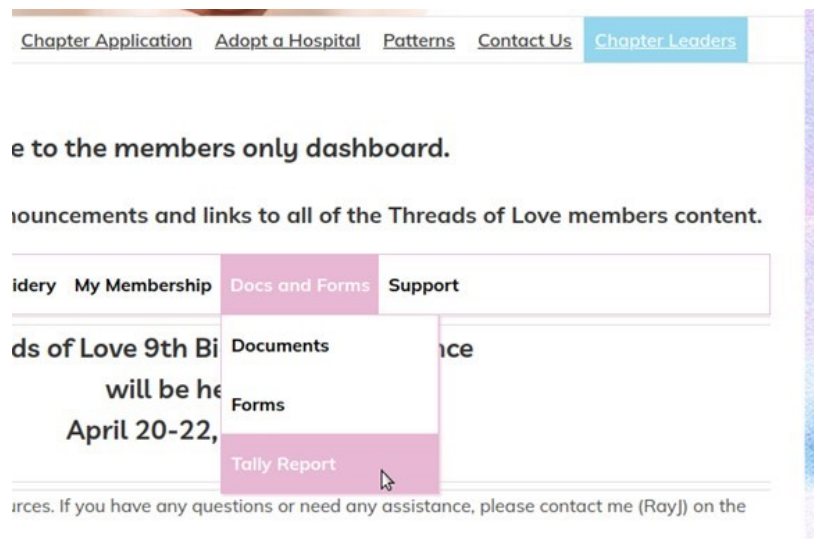 Chapter Application Adopt a Hospital Patterns Contact Us Chapter Leaders
e to the members only dashboard.
nouncements and links to all of the Threads of Love members content.
idery My Membership Docs and Forms Support
ds of Love 9th Bi nce
will be he
April 20-22,
Documents
Forms
Tally Report
urces. If you have any questions or need any assistance, please contact me (RayJ) on the